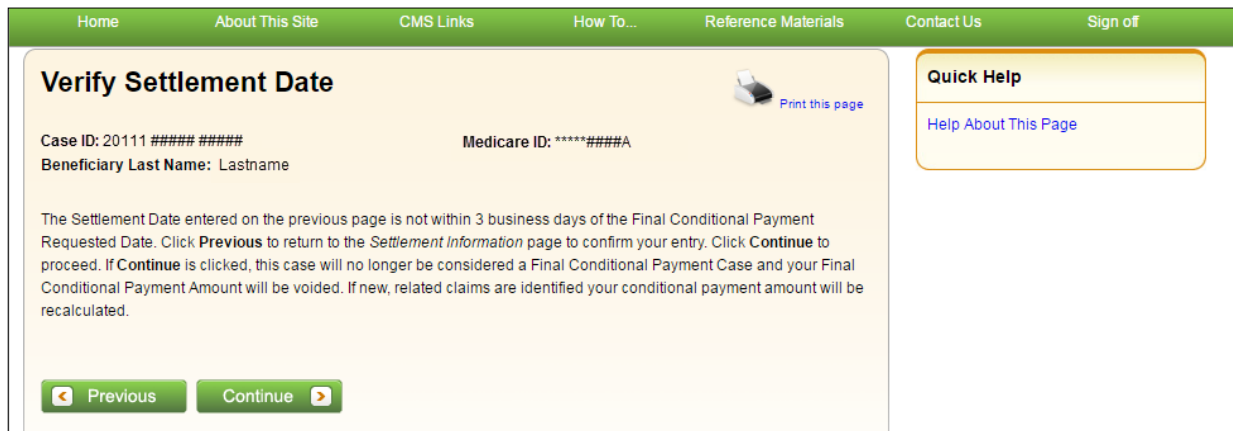 Home About This Site CMS Links How To... Reference Materials Contact Us Sign off
Verify Settlement Date
Print this page
Case ID: 20111 ##### ##### Medicare ID: *****####A
Beneficiary Last Name: Lastname
The Settlement Date entered on the previous page is not within 3 business days of the Final Conditional Payment
Requested Date. Click Previous to return to the Settlement Information page to confirm your entry. Click Continue to
proceed. If Continue is clicked, this case will no longer be considered a Final Conditional Payment Case and your Final
Conditional Payment Amount will be voided. If new, related claims are identified your conditional payment amount will be
recalculated.
Previous Continue
Quick Help
Help About This Page